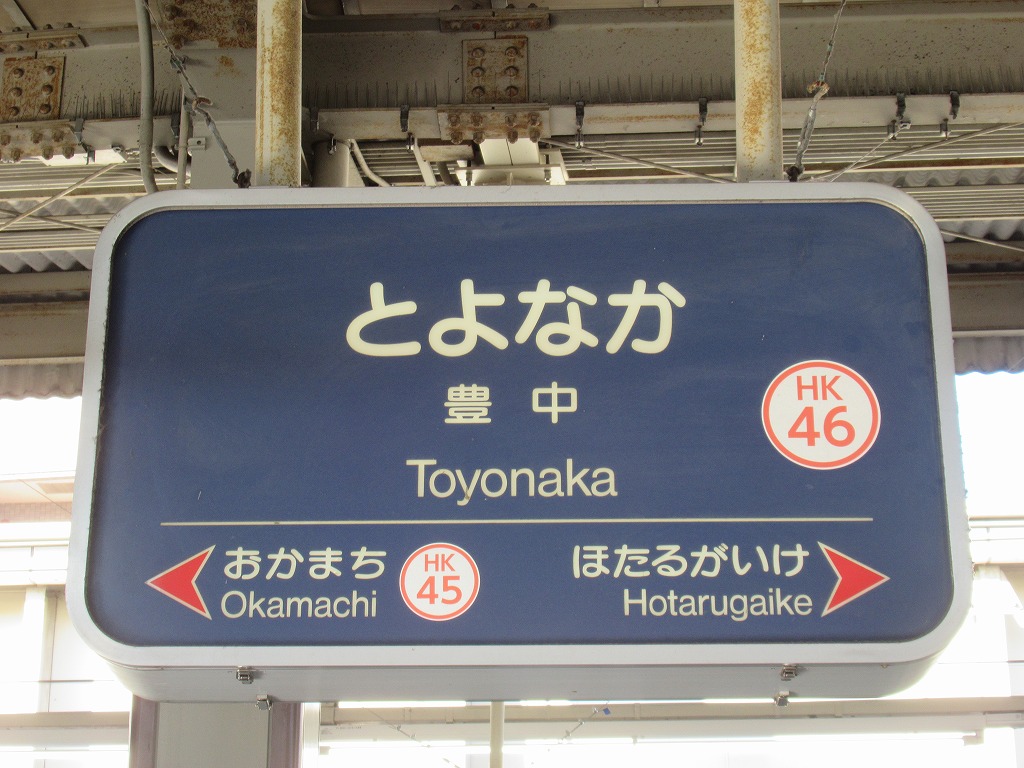 とよなか
豊中
HK
46
Toyonaka
おかまち
Okamachi
HK
45
ほたるがいけ
Hotarugaike